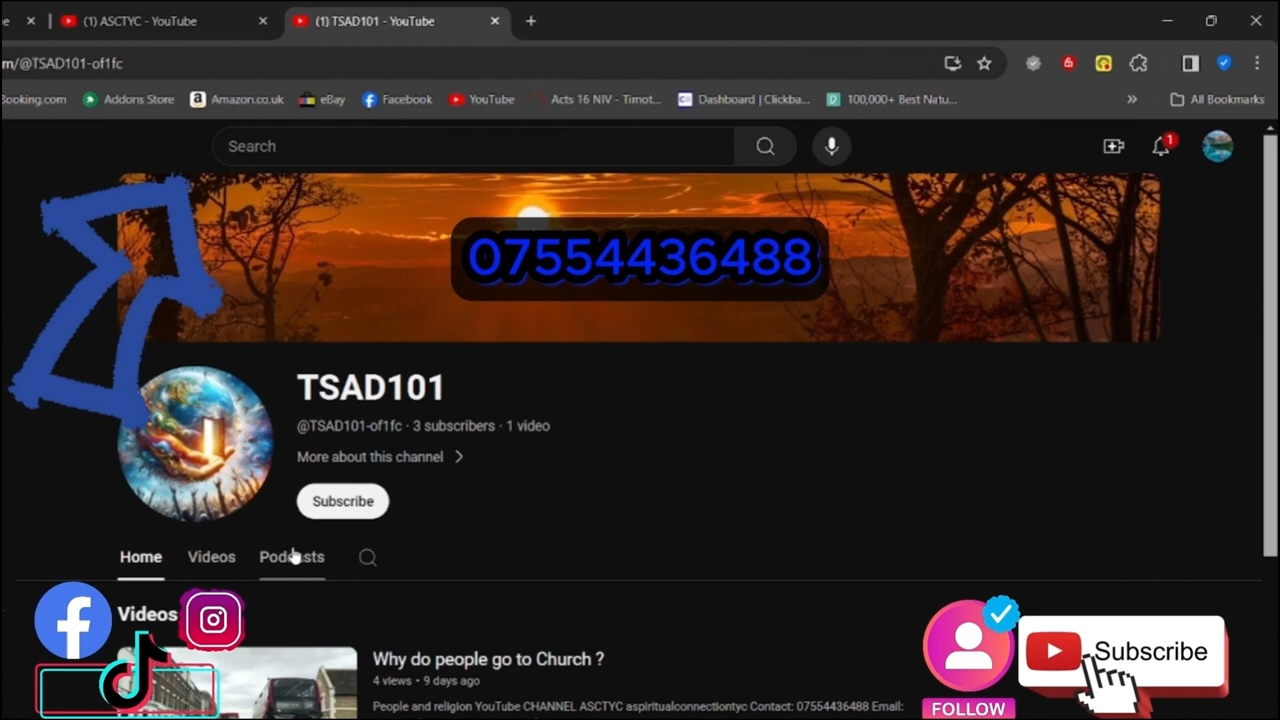 (1) ASCTYC - YouTube
(1) TSAD101 - YouTube
m/@TSAD101-of1fc
Booking.com
Addons Store
Amazon.co.uk
eBay
Facebook
YouTube
Acts 16 NIV - Timot...
Dashboard | Clickba...
100,000+ Best Natu...
All Bookmarks
Search
1
07554436488
TSAD101
@TSAD101-of1fc · 3 subscribers · 1 video
More about this channel
Subscribe
Home
Videos
Podcasts
Videos
Why do people go to Church ?
4 views • 9 days ago
People and religion YouTube CHANNEL ASCTYC aspiritualconnectiontyc Contact: 07554436488 Email:
Subscribe
FOLLOW